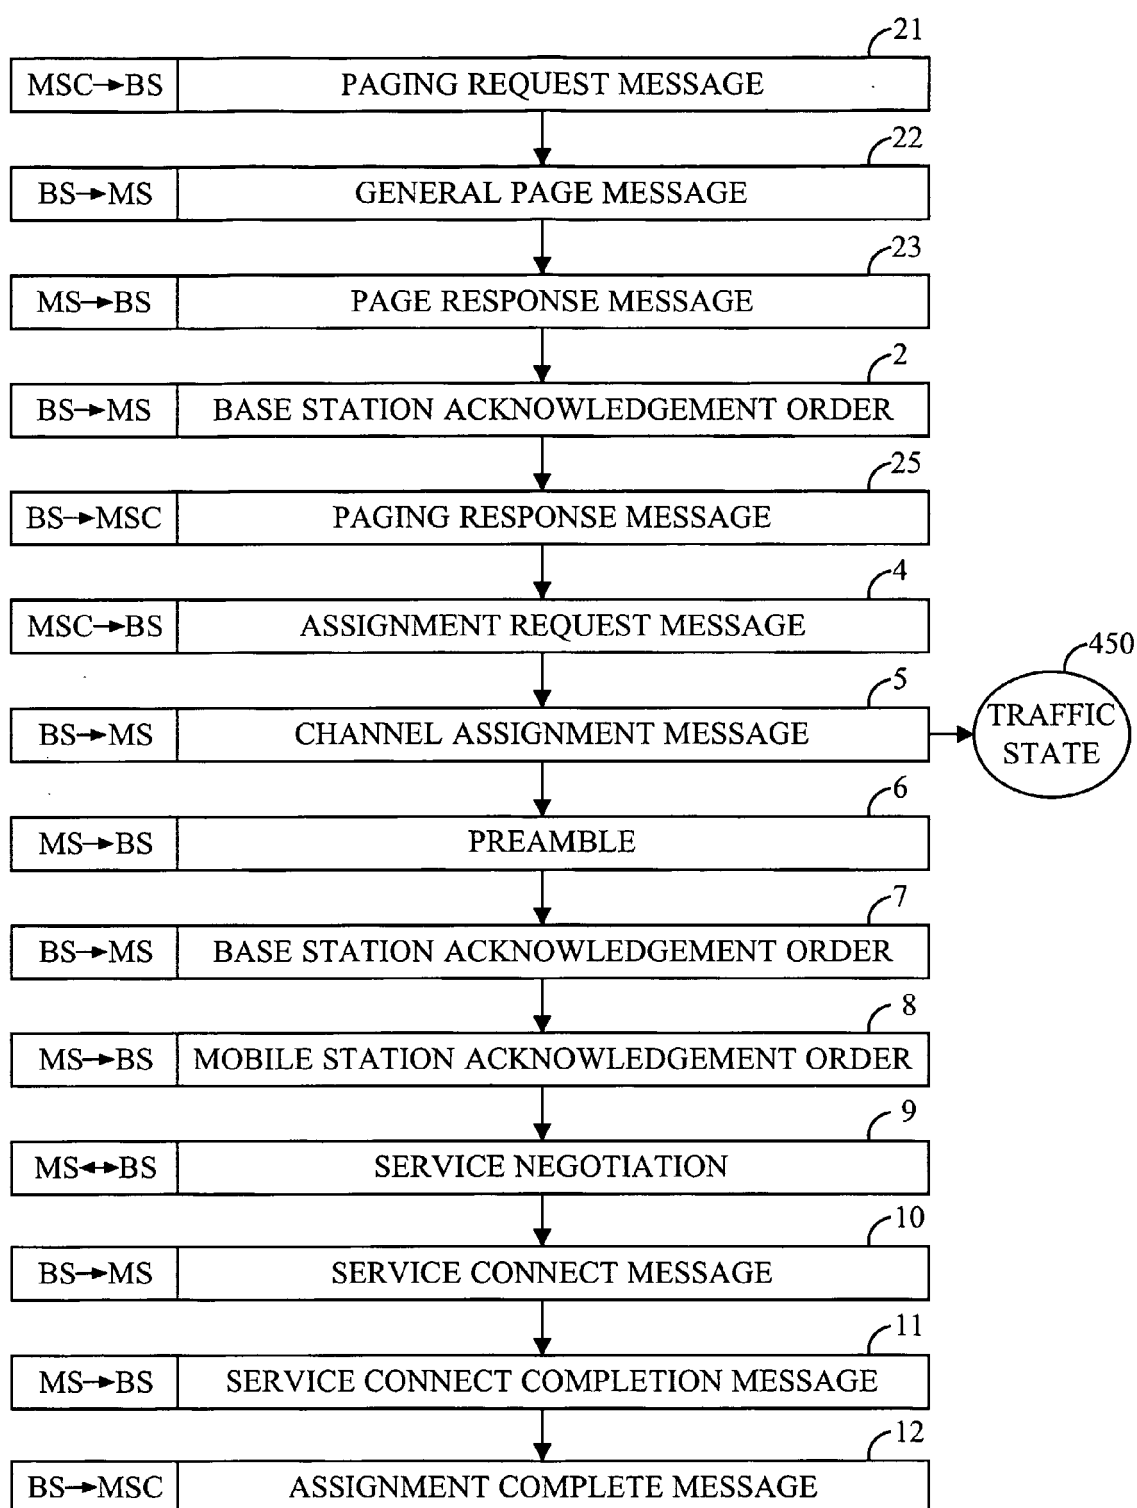 21
MSC→BS PAGING REQUEST MESSAGE
22
BS→MS GENERAL PAGE MESSAGE
23
MS→BS PAGE RESPONSE MESSAGE
2
BS→MS BASE STATION ACKNOWLEDGEMENT ORDER
25
BS→MSC PAGING RESPONSE MESSAGE
4
MSC→BS ASSIGNMENT REQUEST MESSAGE
450
5
BS→MS CHANNEL ASSIGNMENT MESSAGE
TRAFFIC
STATE
6
MS→BS PREAMBLE
7
BS→MS BASE STATION ACKNOWLEDGEMENT ORDER
8
MS→BS MOBILE STATION ACKNOWLEDGEMENT ORDER
9
MS↔BS SERVICE NEGOTIATION
10
BS→MS SERVICE CONNECT MESSAGE
11
MS→BS SERVICE CONNECT COMPLETION MESSAGE
12
BS→MSC ASSIGNMENT COMPLETE MESSAGE